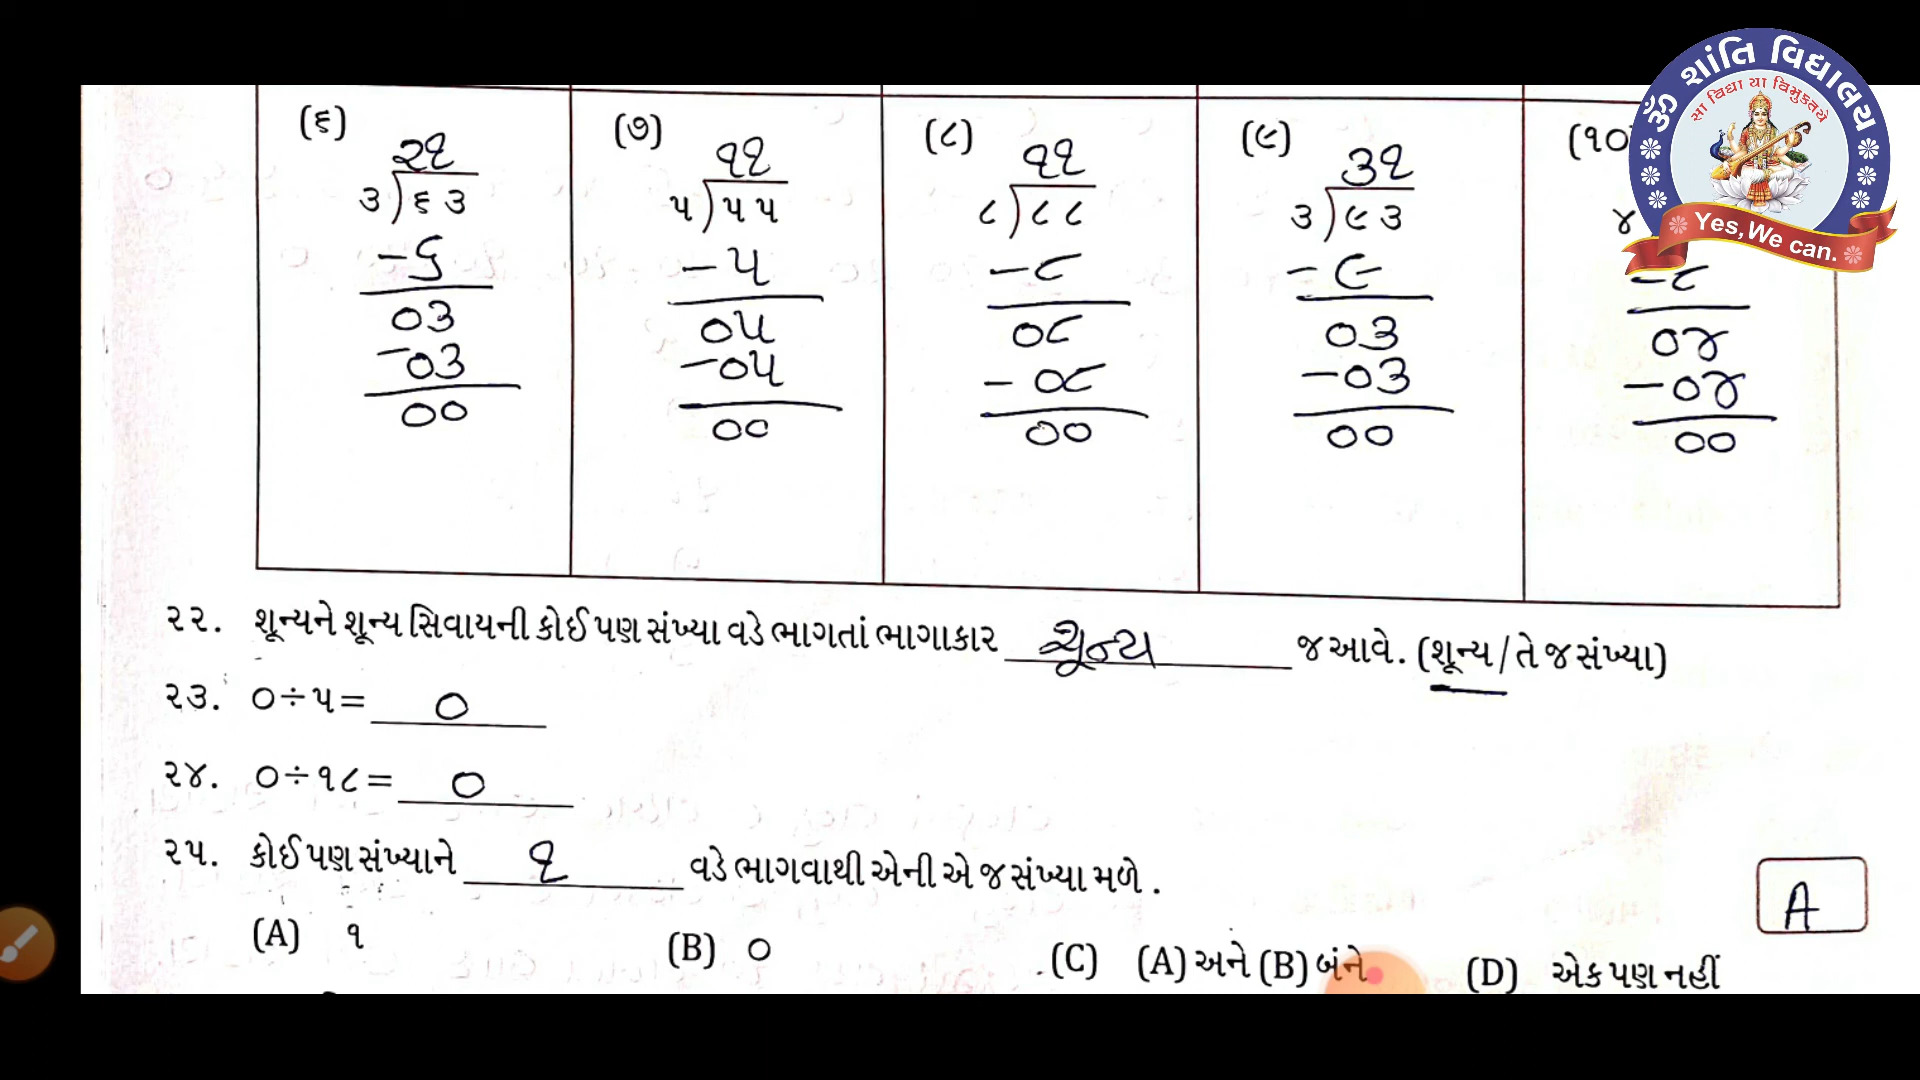 ૐ શાંતિ વિદ્યાલય
સા વિદ્યા યા વિમુક્તયે
Yes,We can.
(૬) (૭) (૮) (૯) (૧૦
૨૧ ૧૧ ૧૧ ૩૧
૩)૬૩ ૫)૫૫ ૮)૮૮ ૩)૯૩ ૪
-૬ -૫ -૮ -૯ -૮
૦૩ ૦૫ ૦૮ ૦૩ ૦૪
-૦૩ -૦૫ -૦૮ -૦૩ -૦૪
૦૦ ૦૦ ૦૦ ૦૦ ૦૦
૨૨. શૂન્યને શૂન્ય સિવાયની કોઈ પણ સંખ્યા વડે ભાગતાં ભાગાકાર શૂન્ય જ આવે. (શૂન્ય / તે જ સંખ્યા)
૨૩. ૦÷૫= ૦
૨૪. ૦÷૧૮= ૦
૨૫. કોઈ પણ સંખ્યાને ૧ વડે ભાગવાથી એની એ જ સંખ્યા મળે . A
(A) ૧ (B) ૦ (C) (A) અને (B) બંને (D) એક પણ નહીં